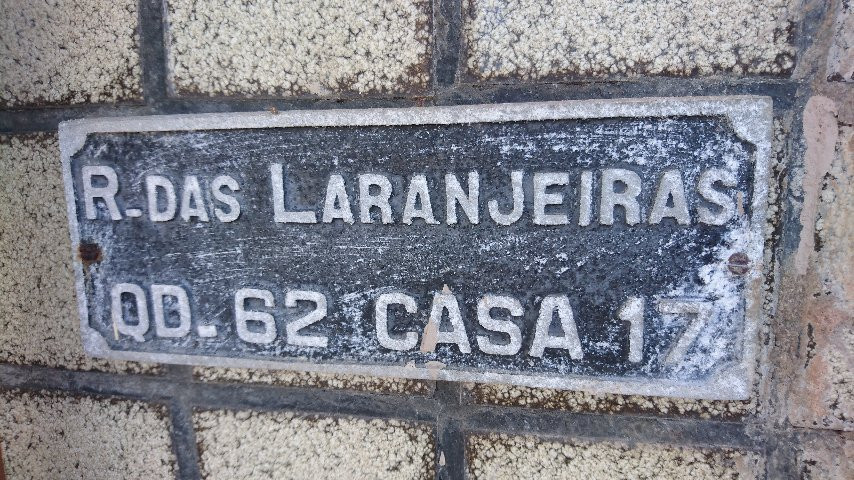 R. DAS LARANJEIRAS
QD. 62 CASA 17